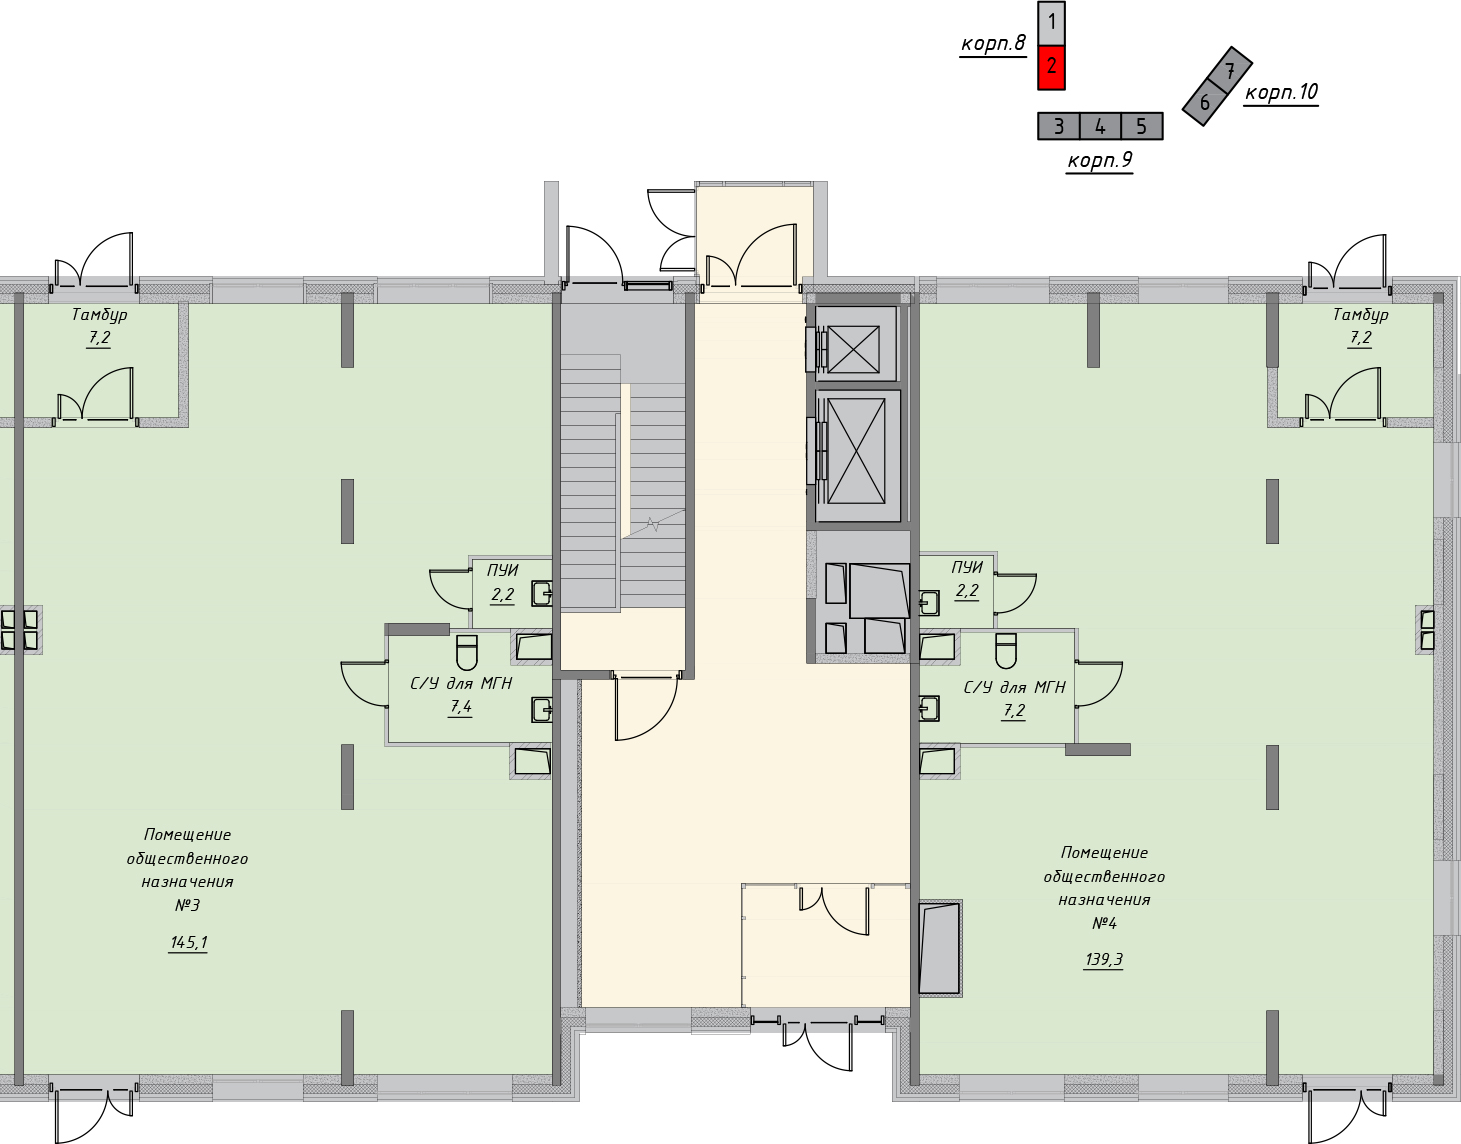 1
корп.8
2
7
6
корп.10
3 4 5
корп.9
Тамбур
7,2
Тамбур
7,2
ПУИ
2,2
ПУИ
2,2
С/У для МГН
7,4
С/У для МГН
7,2
Помещение
общественного
назначения
№3
145,1
Помещение
общественного
назначения
№4
139,3